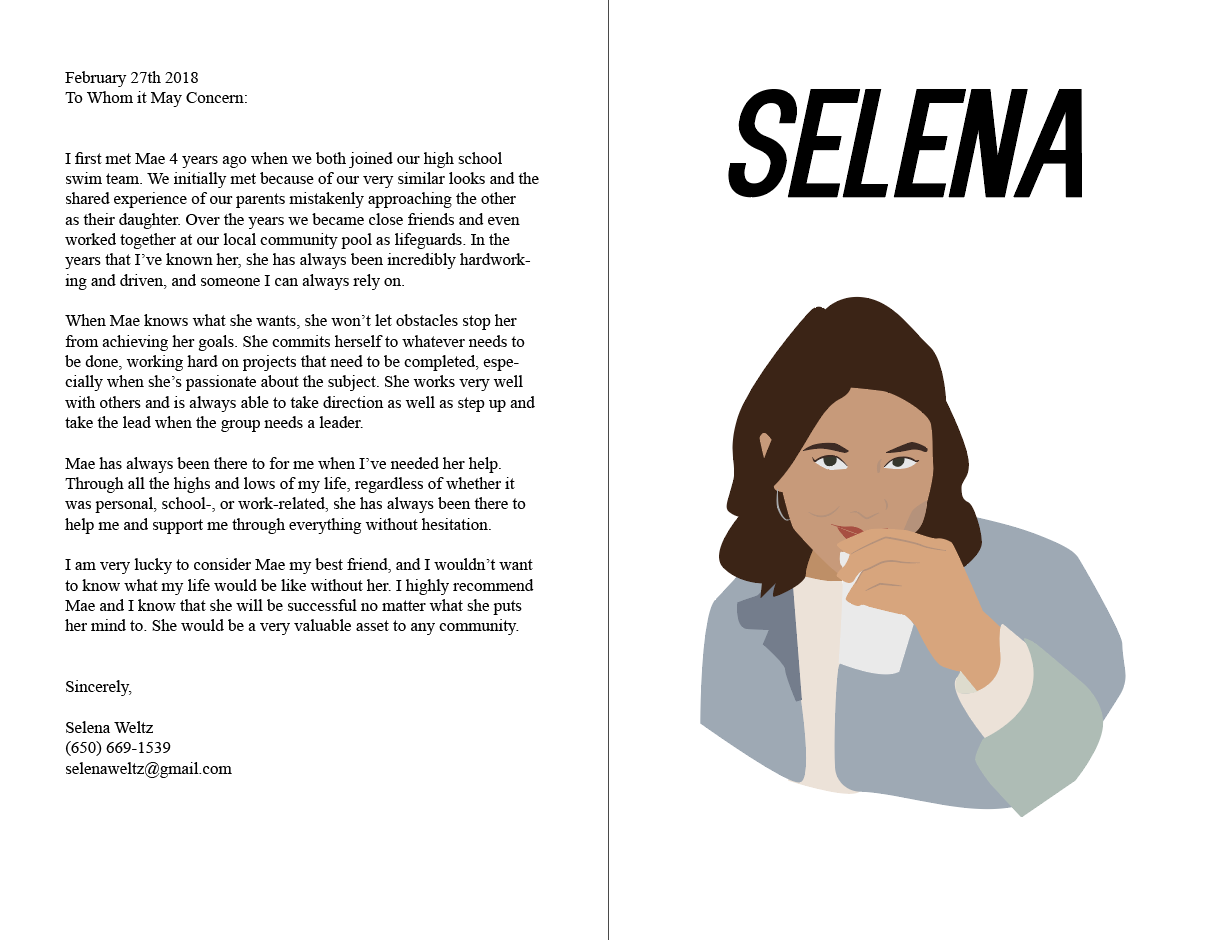 February 27th 2018
To Whom it May Concern:
I first met Mae 4 years ago when we both joined our high school
swim team. We initially met because of our very similar looks and the
shared experience of our parents mistakenly approaching the other
as their daughter. Over the years we became close friends and even
worked together at our local community pool as lifeguards. In the
years that I’ve known her, she has always been incredibly hardwork-
ing and driven, and someone I can always rely on.
When Mae knows what she wants, she won’t let obstacles stop her
from achieving her goals. She commits herself to whatever needs to
be done, working hard on projects that need to be completed, espe-
cially when she’s passionate about the subject. She works very well
with others and is always able to take direction as well as step up and
take the lead when the group needs a leader.
Mae has always been there to for me when I’ve needed her help.
Through all the highs and lows of my life, regardless of whether it
was personal, school-, or work-related, she has always been there to
help me and support me through everything without hesitation.
I am very lucky to consider Mae my best friend, and I wouldn’t want
to know what my life would be like without her. I highly recommend
Mae and I know that she will be successful no matter what she puts
her mind to. She would be a very valuable asset to any community.
Sincerely,
Selena Weltz
(650) 669-1539
selenaweltz@gmail.com
SELENA